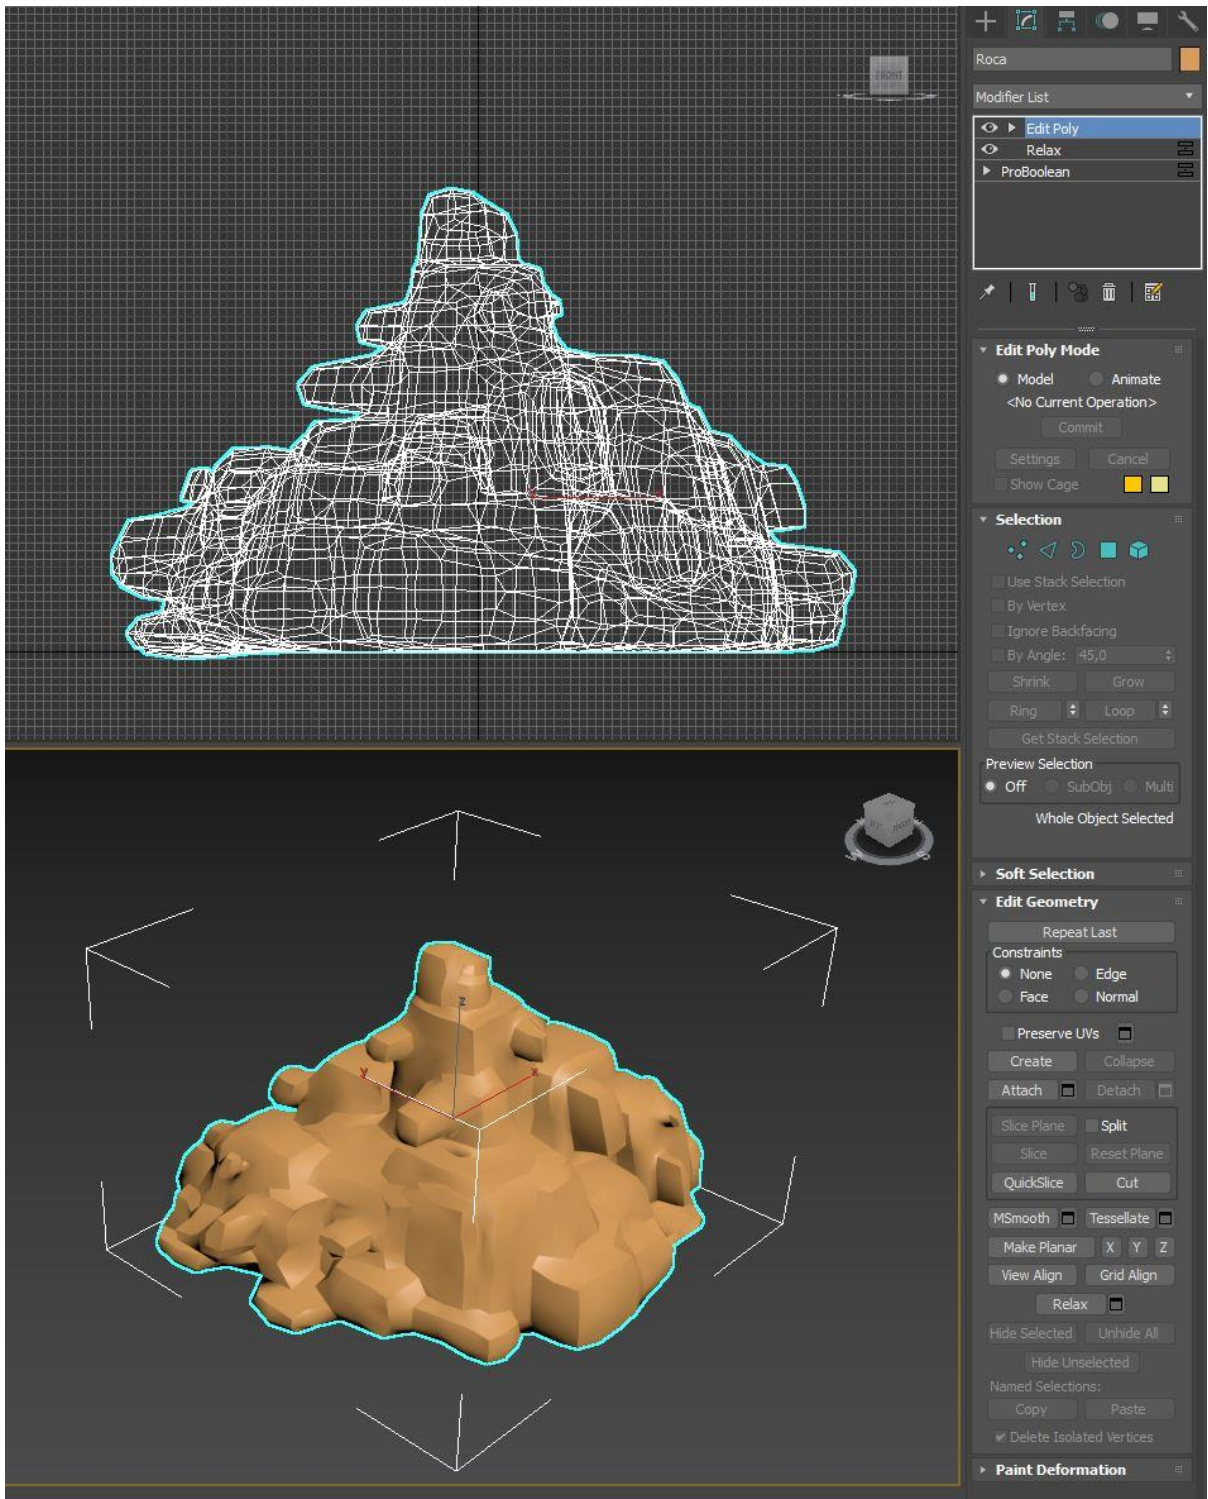 FRONT
Roca
Modifier List
Edit Poly
Relax
ProBoolean
Edit Poly Mode
Model Animate
<No Current Operation>
Commit
Settings Cancel
Show Cage
Selection
Use Stack Selection
By Vertex
Ignore Backfacing
By Angle: 45,0
Shrink Grow
Ring Loop
Get Stack Selection
Preview Selection
Off SubObj Multi
Whole Object Selected
Soft Selection
Edit Geometry
Repeat Last
Constraints
None Edge
Face Normal
Preserve UVs
Create Collapse
Attach Detach
Slice Plane Split
Slice Reset Plane
QuickSlice Cut
MSmooth Tessellate
Make Planar X Y Z
View Align Grid Align
Relax
Hide Selected Unhide All
Hide Unselected
Named Selections:
Copy Paste
Delete Isolated Vertices
Paint Deformation
z
y x